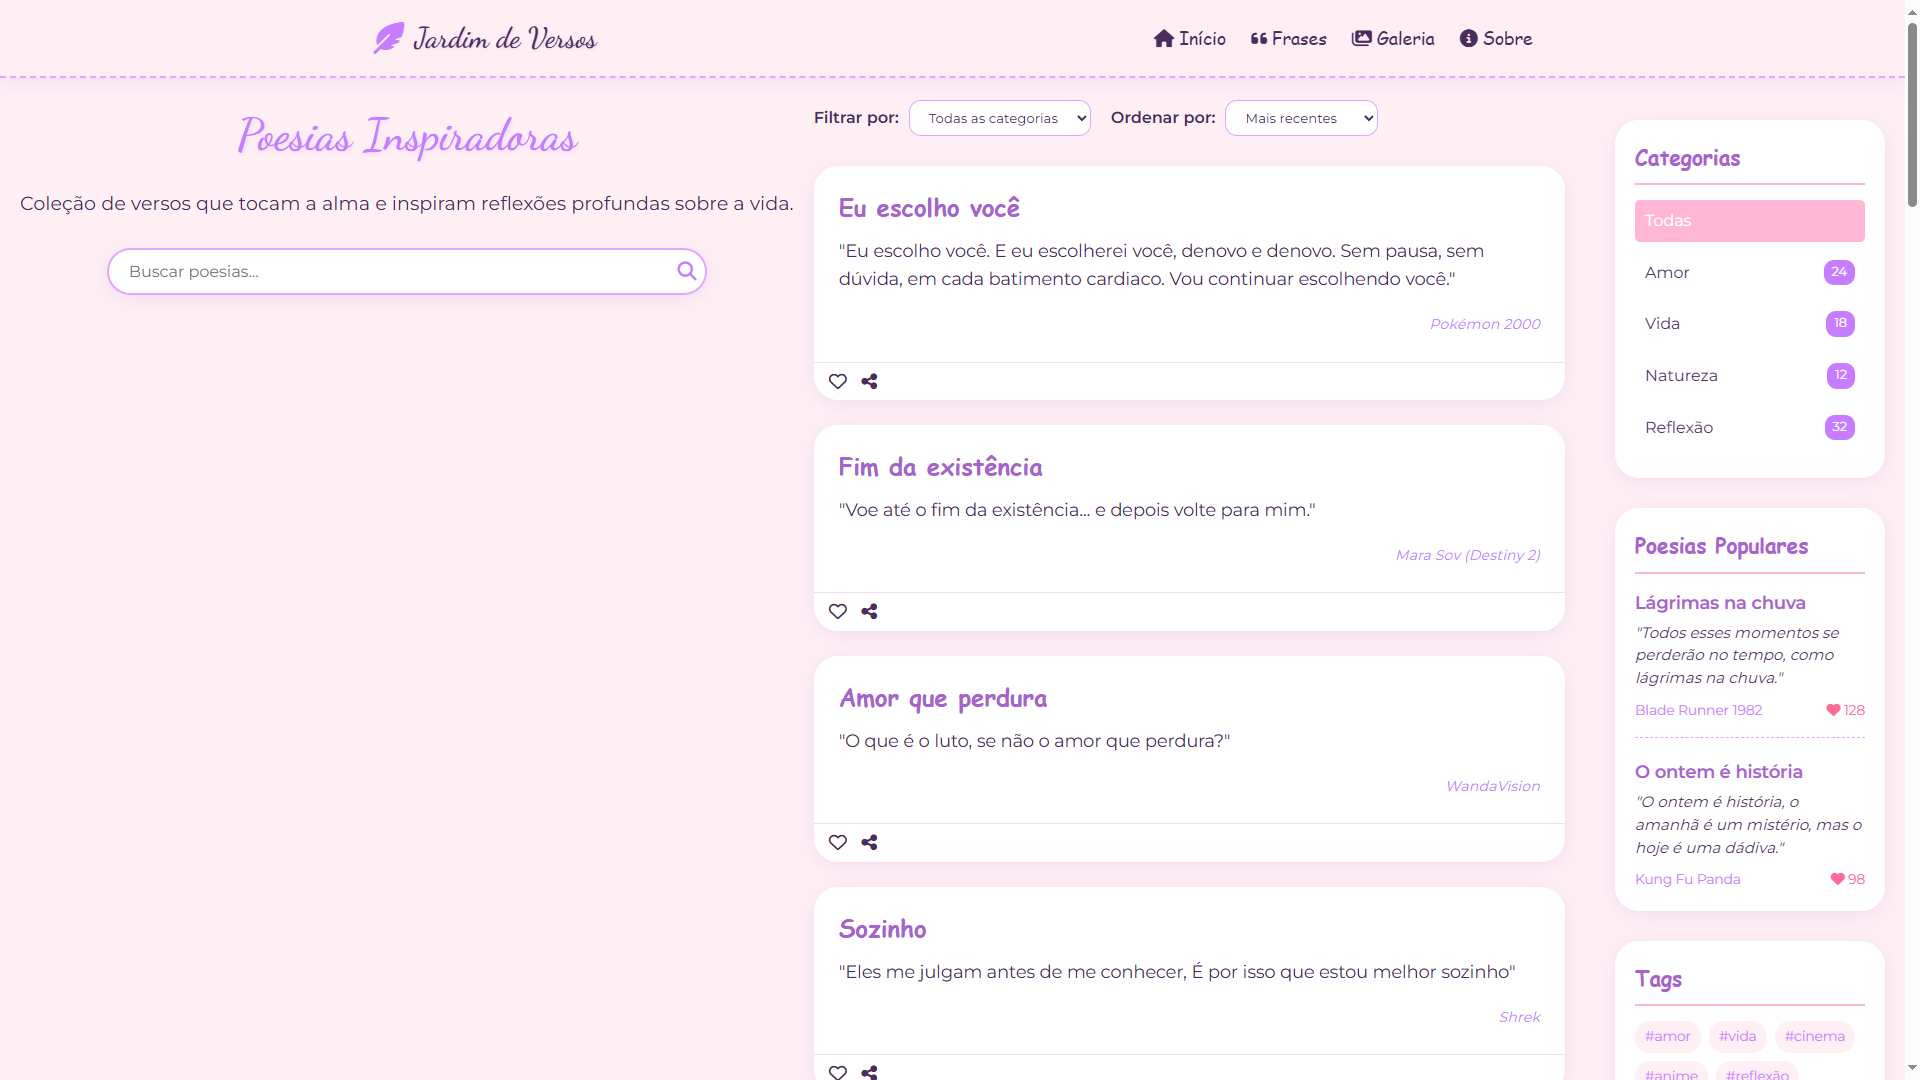 Jardim de Versos
Início
Frases
Galeria
Sobre
Poesias Inspiradoras
Coleção de versos que tocam a alma e inspiram reflexões profundas sobre a vida.
Buscar poesias...
Filtrar por:
Todas as categorias
Ordenar por:
Mais recentes
Eu escolho você
"Eu escolho você. E eu escolherei você, denovo e denovo. Sem pausa, sem
dúvida, em cada batimento cardiaco. Vou continuar escolhendo você."
Pokémon 2000
Fim da existência
"Voe até o fim da existência... e depois volte para mim."
Mara Sov (Destiny 2)
Amor que perdura
"O que é o luto, se não o amor que perdura?"
WandaVision
Sozinho
"Eles me julgam antes de me conhecer, É por isso que estou melhor sozinho"
Shrek
Categorias
Todas
Amor 24
Vida 18
Natureza 12
Reflexão 32
Poesias Populares
Lágrimas na chuva
"Todos esses momentos se
perderão no tempo, como
lágrimas na chuva."
Blade Runner 1982 128
O ontem é história
"O ontem é história, o
amanhã é um mistério, mas o
hoje é uma dádiva."
Kung Fu Panda 98
Tags
#amor #vida #cinema
#anime #reflexão